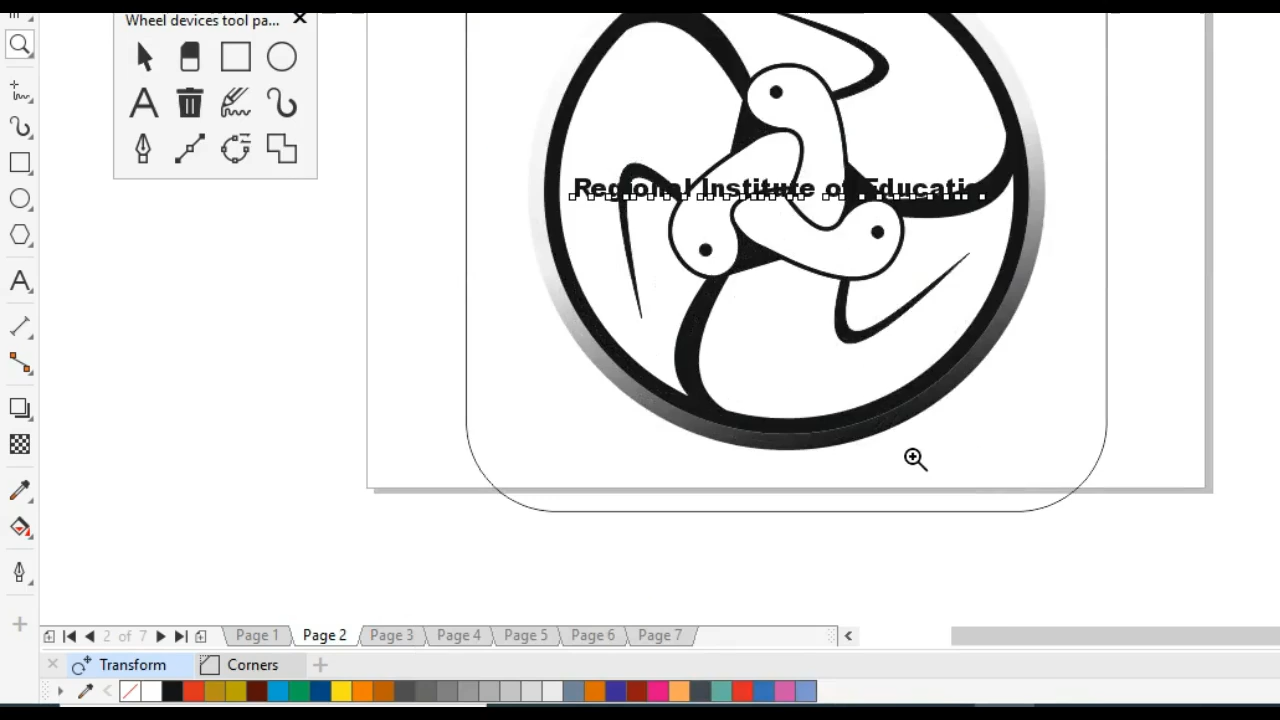 Wheel devices tool pa...
Regional Institute of Educatio
2 of 7
Page 1
Page 2
Page 3
Page 4
Page 5
Page 6
Page 7
Transform
Corners